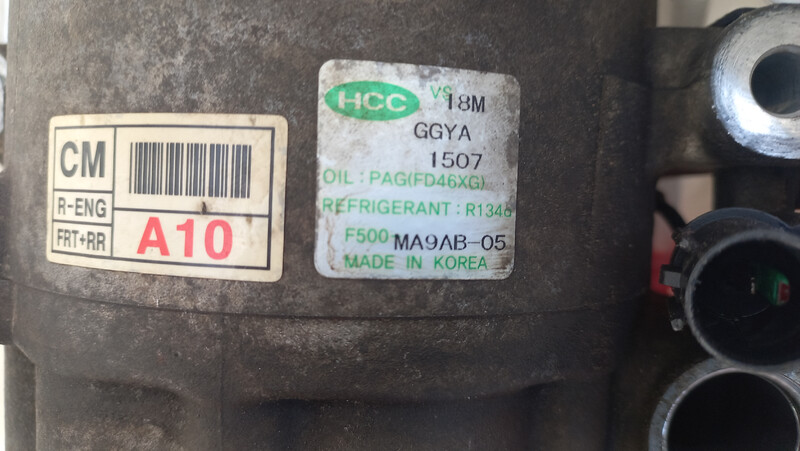 CM
R-ENG
FRT+RR
A10
HCC VS 18M
GGYA
1507
OIL : PAG(FD46XG)
REFRIGERANT : R134a
F500 MA9AB-05
MADE IN KOREA